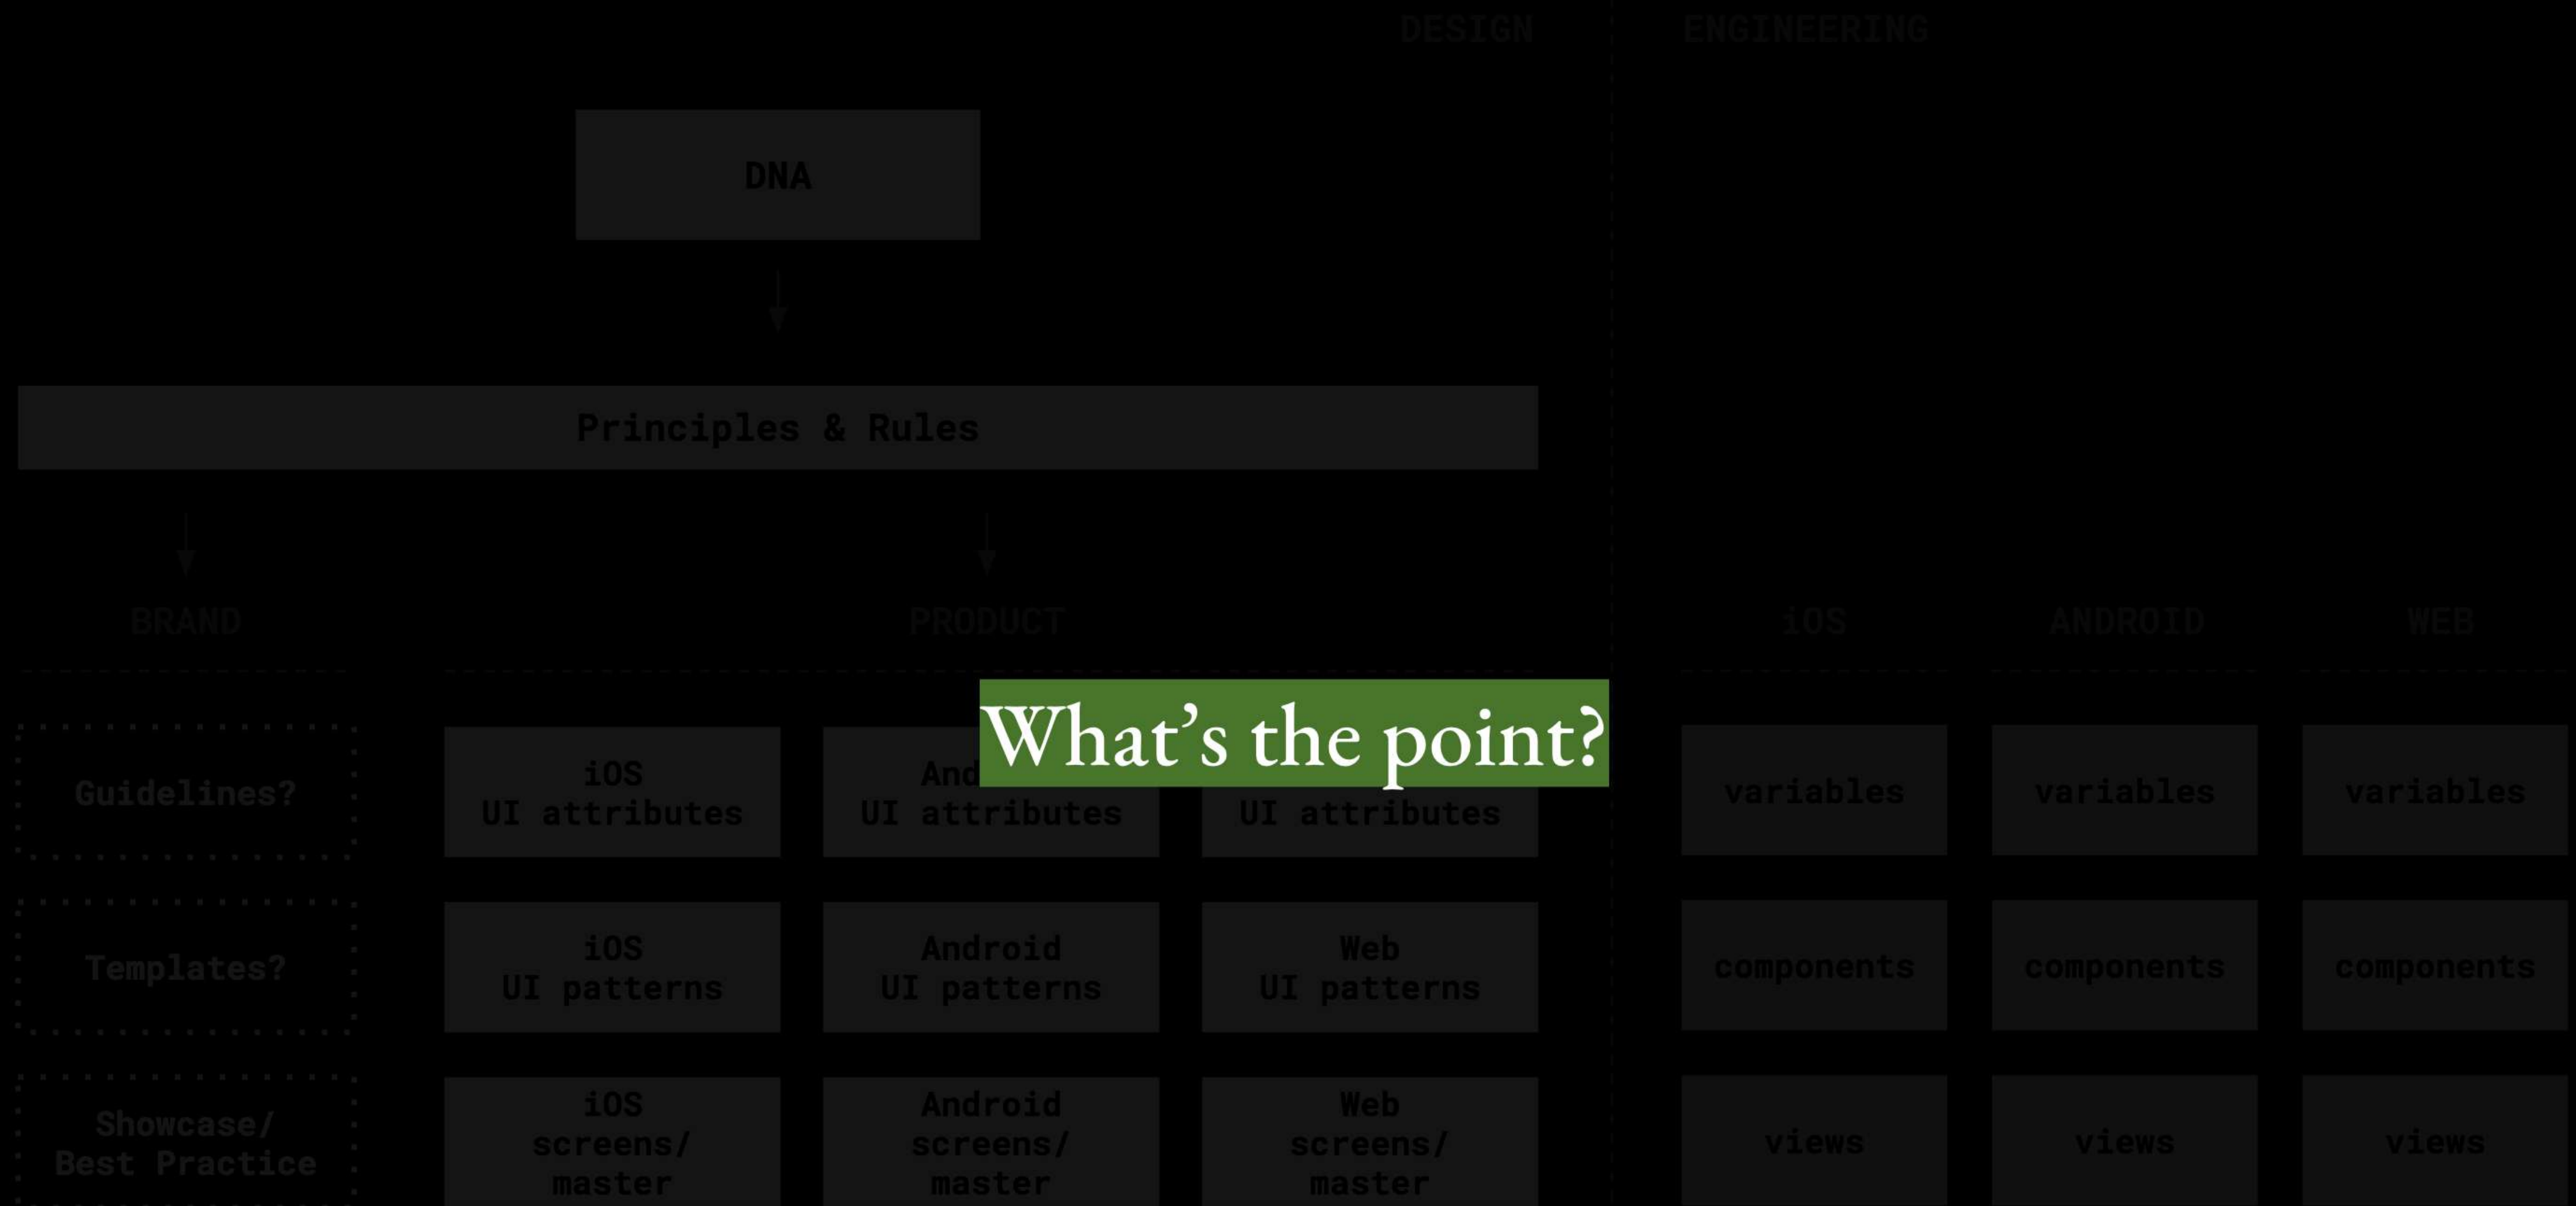 DESIGN
ENGINEERING
DNA
Principles & Rules
BRAND
PRODUCT
iOS
ANDROID
WEB
What’s the point?
Guidelines?
iOS
UI attributes
And
UI attributes
UI attributes
variables
variables
variables
Templates?
iOS
UI patterns
Android
UI patterns
Web
UI patterns
components
components
components
Showcase/
Best Practice
iOS
screens/
master
Android
screens/
master
Web
screens/
master
views
views
views